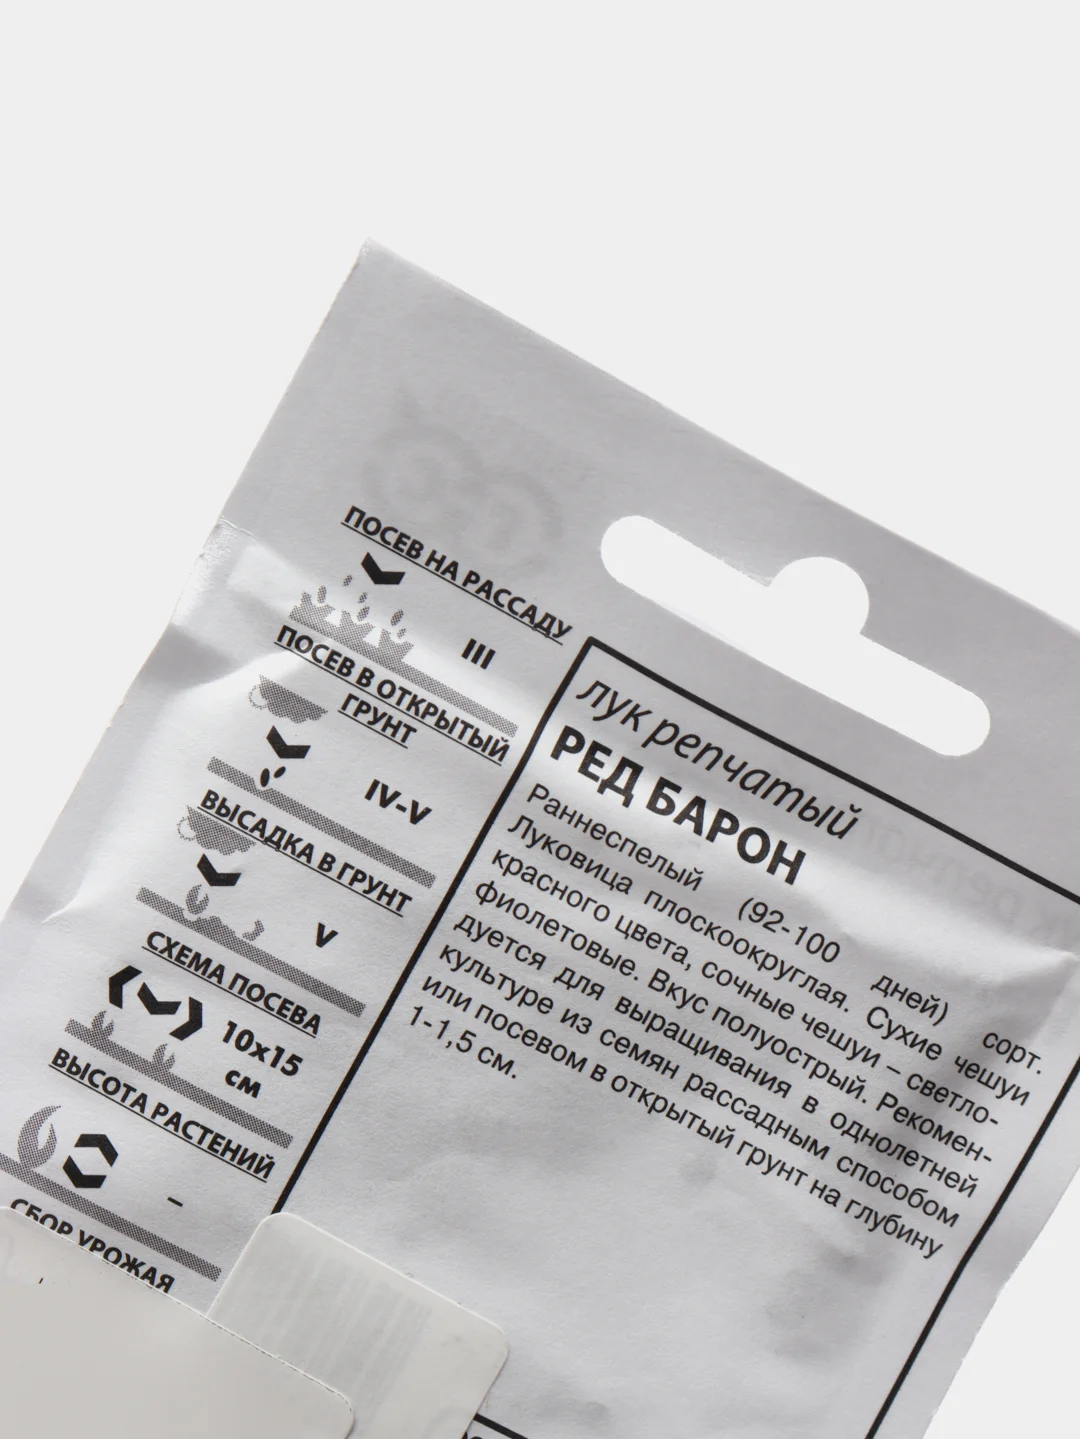 ПОСЕВ НА РАССАДУ
III
ПОСЕВ В ОТКРЫТЫЙ
ГРУНТ
IV-V
ВЫСАДКА В ГРУНТ
V
СХЕМА ПОСЕВА
10x15
см
ВЫСОТА РАСТЕНИЙ
–
СБОР УРОЖАЯ
лук репчатый
РЕД БАРОН
Раннеспелый (92-100 дней) сорт.
Луковица плоскоокруглая. Сухие чешуи
красного цвета, сочные чешуи – светло-
фиолетовые. Вкус полуострый. Рекомен-
дуется для выращивания в однолетней
культуре из семян рассадным способом
или посевом в открытый грунт на глубину
1-1,5 см.